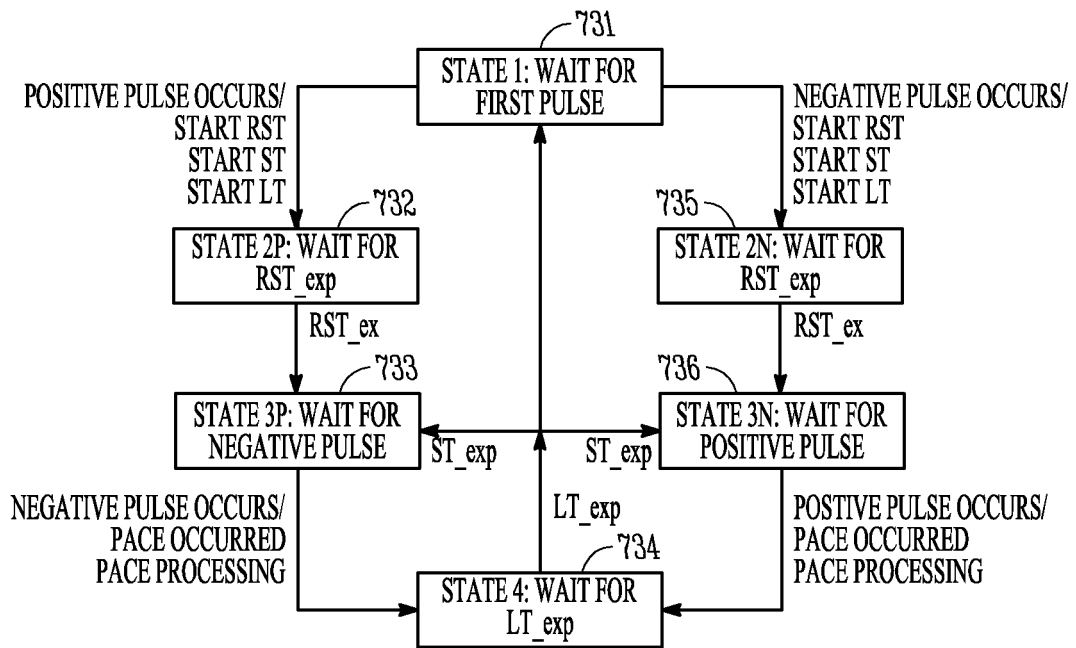 731
STATE 1: WAIT FOR
FIRST PULSE
POSITIVE PULSE OCCURS/
START RST
START ST
START LT
NEGATIVE PULSE OCCURS/
START RST
START ST
START LT
732
STATE 2P: WAIT FOR
RST_exp
735
STATE 2N: WAIT FOR
RST_exp
RST_ex
RST_ex
733
STATE 3P: WAIT FOR
NEGATIVE PULSE
736
STATE 3N: WAIT FOR
POSITIVE PULSE
ST_exp
ST_exp
NEGATIVE PULSE OCCURS/
PACE OCCURRED
PACE PROCESSING
LT_exp
POSTIVE PULSE OCCURS/
PACE OCCURRED
PACE PROCESSING
734
STATE 4: WAIT FOR
LT_exp